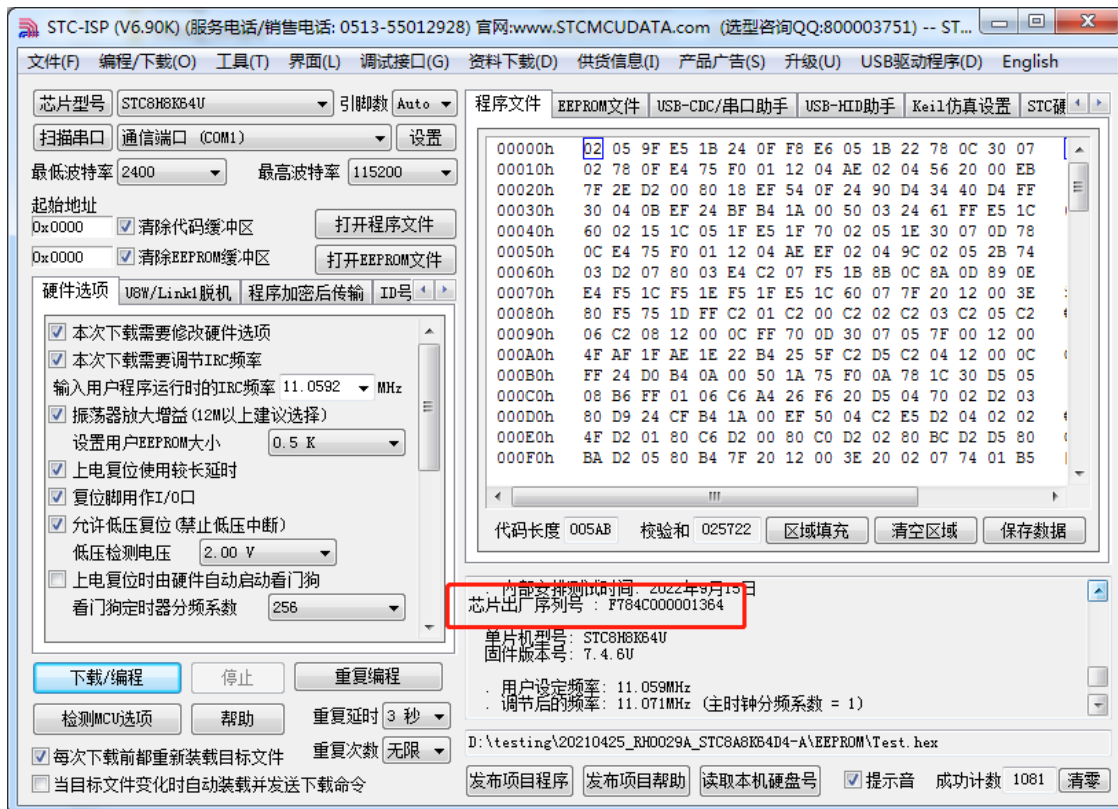 STC-ISP (V6.90K) (服务电话/销售电话: 0513-55012928) 官网:www.STCMCUDATA.com (选型咨询QQ:800003751) -- ST...
文件(F) 编程/下载(O) 工具(T) 界面(L) 调试接口(G) 资料下载(D) 供货信息(I) 产品广告(S) 升级(U) USB驱动程序(D) English
芯片型号 STC8H8K64U 引脚数 Auto
扫描串口 通信端口 (COM1) 设置
最低波特率 2400 最高波特率 115200
起始地址
0x0000 清除代码缓冲区 打开程序文件
0x0000 清除EEPROM缓冲区 打开EEPROM文件
硬件选项 U8W/Link1脱机 程序加密后传输 ID号
本次下载需要修改硬件选项
本次下载需要调节IRC频率
输入用户程序运行时的IRC频率 11.0592 MHz
振荡器放大增益(12M以上建议选择)
设置用户EEPROM大小 0.5 K
上电复位使用较长延时
复位脚用作I/O口
允许低压复位(禁止低压中断)
低压检测电压 2.00 V
上电复位时由硬件自动启动看门狗
看门狗定时器分频系数 256
下载/编程 停止 重复编程
检测MCU选项 帮助 重复延时 3 秒
每次下载前都重新装载目标文件 重复次数 无限
当目标文件变化时自动装载并发送下载命令
程序文件 EEPROM文件 USB-CDC/串口助手 USB-HID助手 Keil仿真设置 STC硬
00000h 02 05 9F E5 1B 24 0F F8 E6 05 1B 22 78 0C 30 07
00010h 02 78 0F E4 75 F0 01 12 04 AE 02 04 56 20 00 EB
00020h 7F 2E D2 00 80 18 EF 54 0F 24 90 D4 34 40 D4 FF
00030h 30 04 0B EF 24 BF B4 1A 00 50 03 24 61 FF E5 1C
00040h 60 02 15 1C 05 1F E5 1F 70 02 05 1E 30 07 0D 78
00050h 0C E4 75 F0 01 12 04 AE EF 02 04 9C 02 05 2B 74
00060h 03 D2 07 80 03 E4 C2 07 F5 1B 8B 0C 8A 0D 89 0E
00070h E4 F5 1C F5 1E F5 1F E5 1C 60 07 7F 20 12 00 3E
00080h 80 F5 75 1D FF C2 01 C2 00 C2 02 C2 03 C2 05 C2
00090h 06 C2 08 12 00 0C FF 70 0D 30 07 05 7F 00 12 00
000A0h 4F AF 1F AE 1E 22 B4 25 5F C2 D5 C2 04 12 00 0C
000B0h FF 24 D0 B4 0A 00 50 1A 75 F0 0A 78 1C 30 D5 05
000C0h 08 B6 FF 01 06 C6 A4 26 F6 20 D5 04 70 02 D2 03
000D0h 80 D9 24 CF B4 1A 00 EF 50 04 C2 E5 D2 04 02 02
000E0h 4F D2 01 80 C6 D2 00 80 C0 D2 02 80 BC D2 D5 80
000F0h BA D2 05 80 B4 7F 20 12 00 3E 20 02 07 74 01 B5
代码长度 005AB 校验和 025722 区域填充 清空区域 保存数据
. 内部安排测试时间: 2022年9月15日
芯片出厂序列号 : F784C000001364
单片机型号: STC8H8K64U
固件版本号: 7.4.6U
. 用户设定频率: 11.059MHz
. 调节后的频率: 11.071MHz (主时钟分频系数 = 1)
D:\testing\20210425_RH0029A_STC8A8K64D4-A\EEPROM\Test.hex
发布项目程序 发布项目帮助 读取本机硬盘号 提示音 成功计数 1081 清零